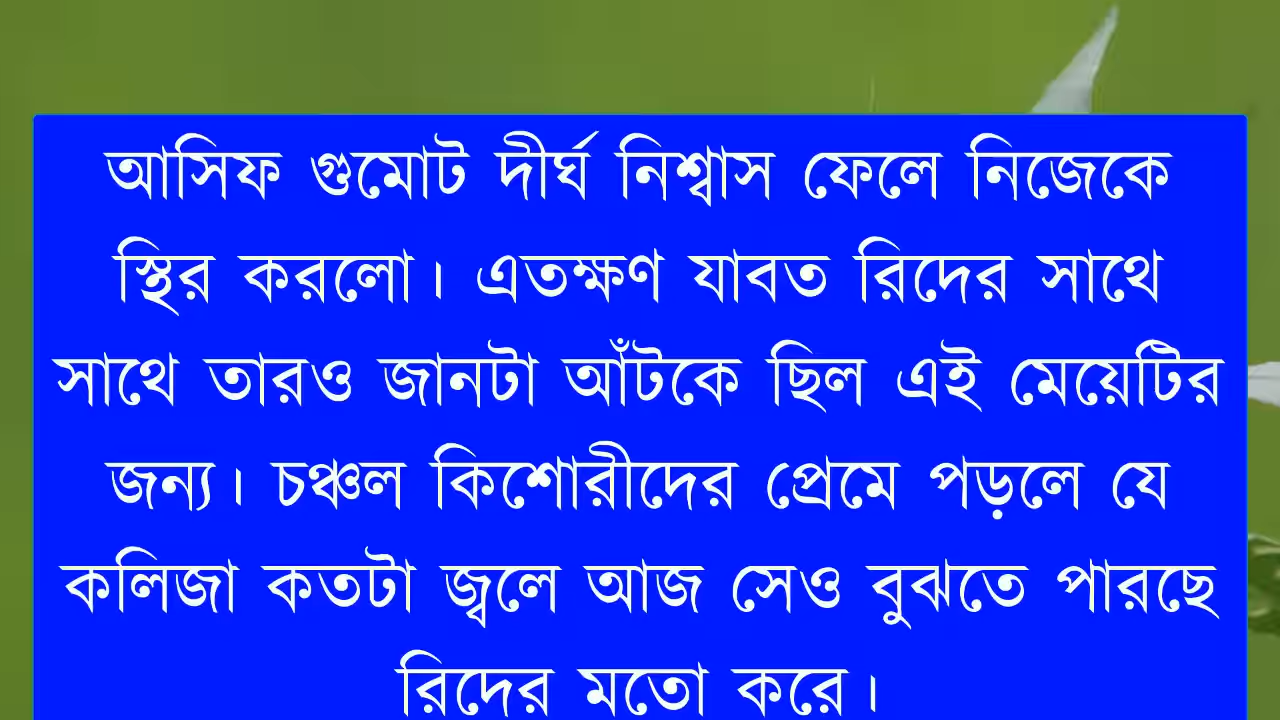 আসিফ গুমোট দীর্ঘ নিশ্বাস ফেলে নিজেকে
স্থির করলো। এতক্ষণ যাবত রিদের সাথে
সাথে তারও জানটা আঁটকে ছিল এই মেয়েটির
জন্য। চঞ্চল কিশোরীদের প্রেমে পড়লে যে
কলিজা কতটা জ্বলে আজ সেও বুঝতে পারছে
রিদের মতো করে।